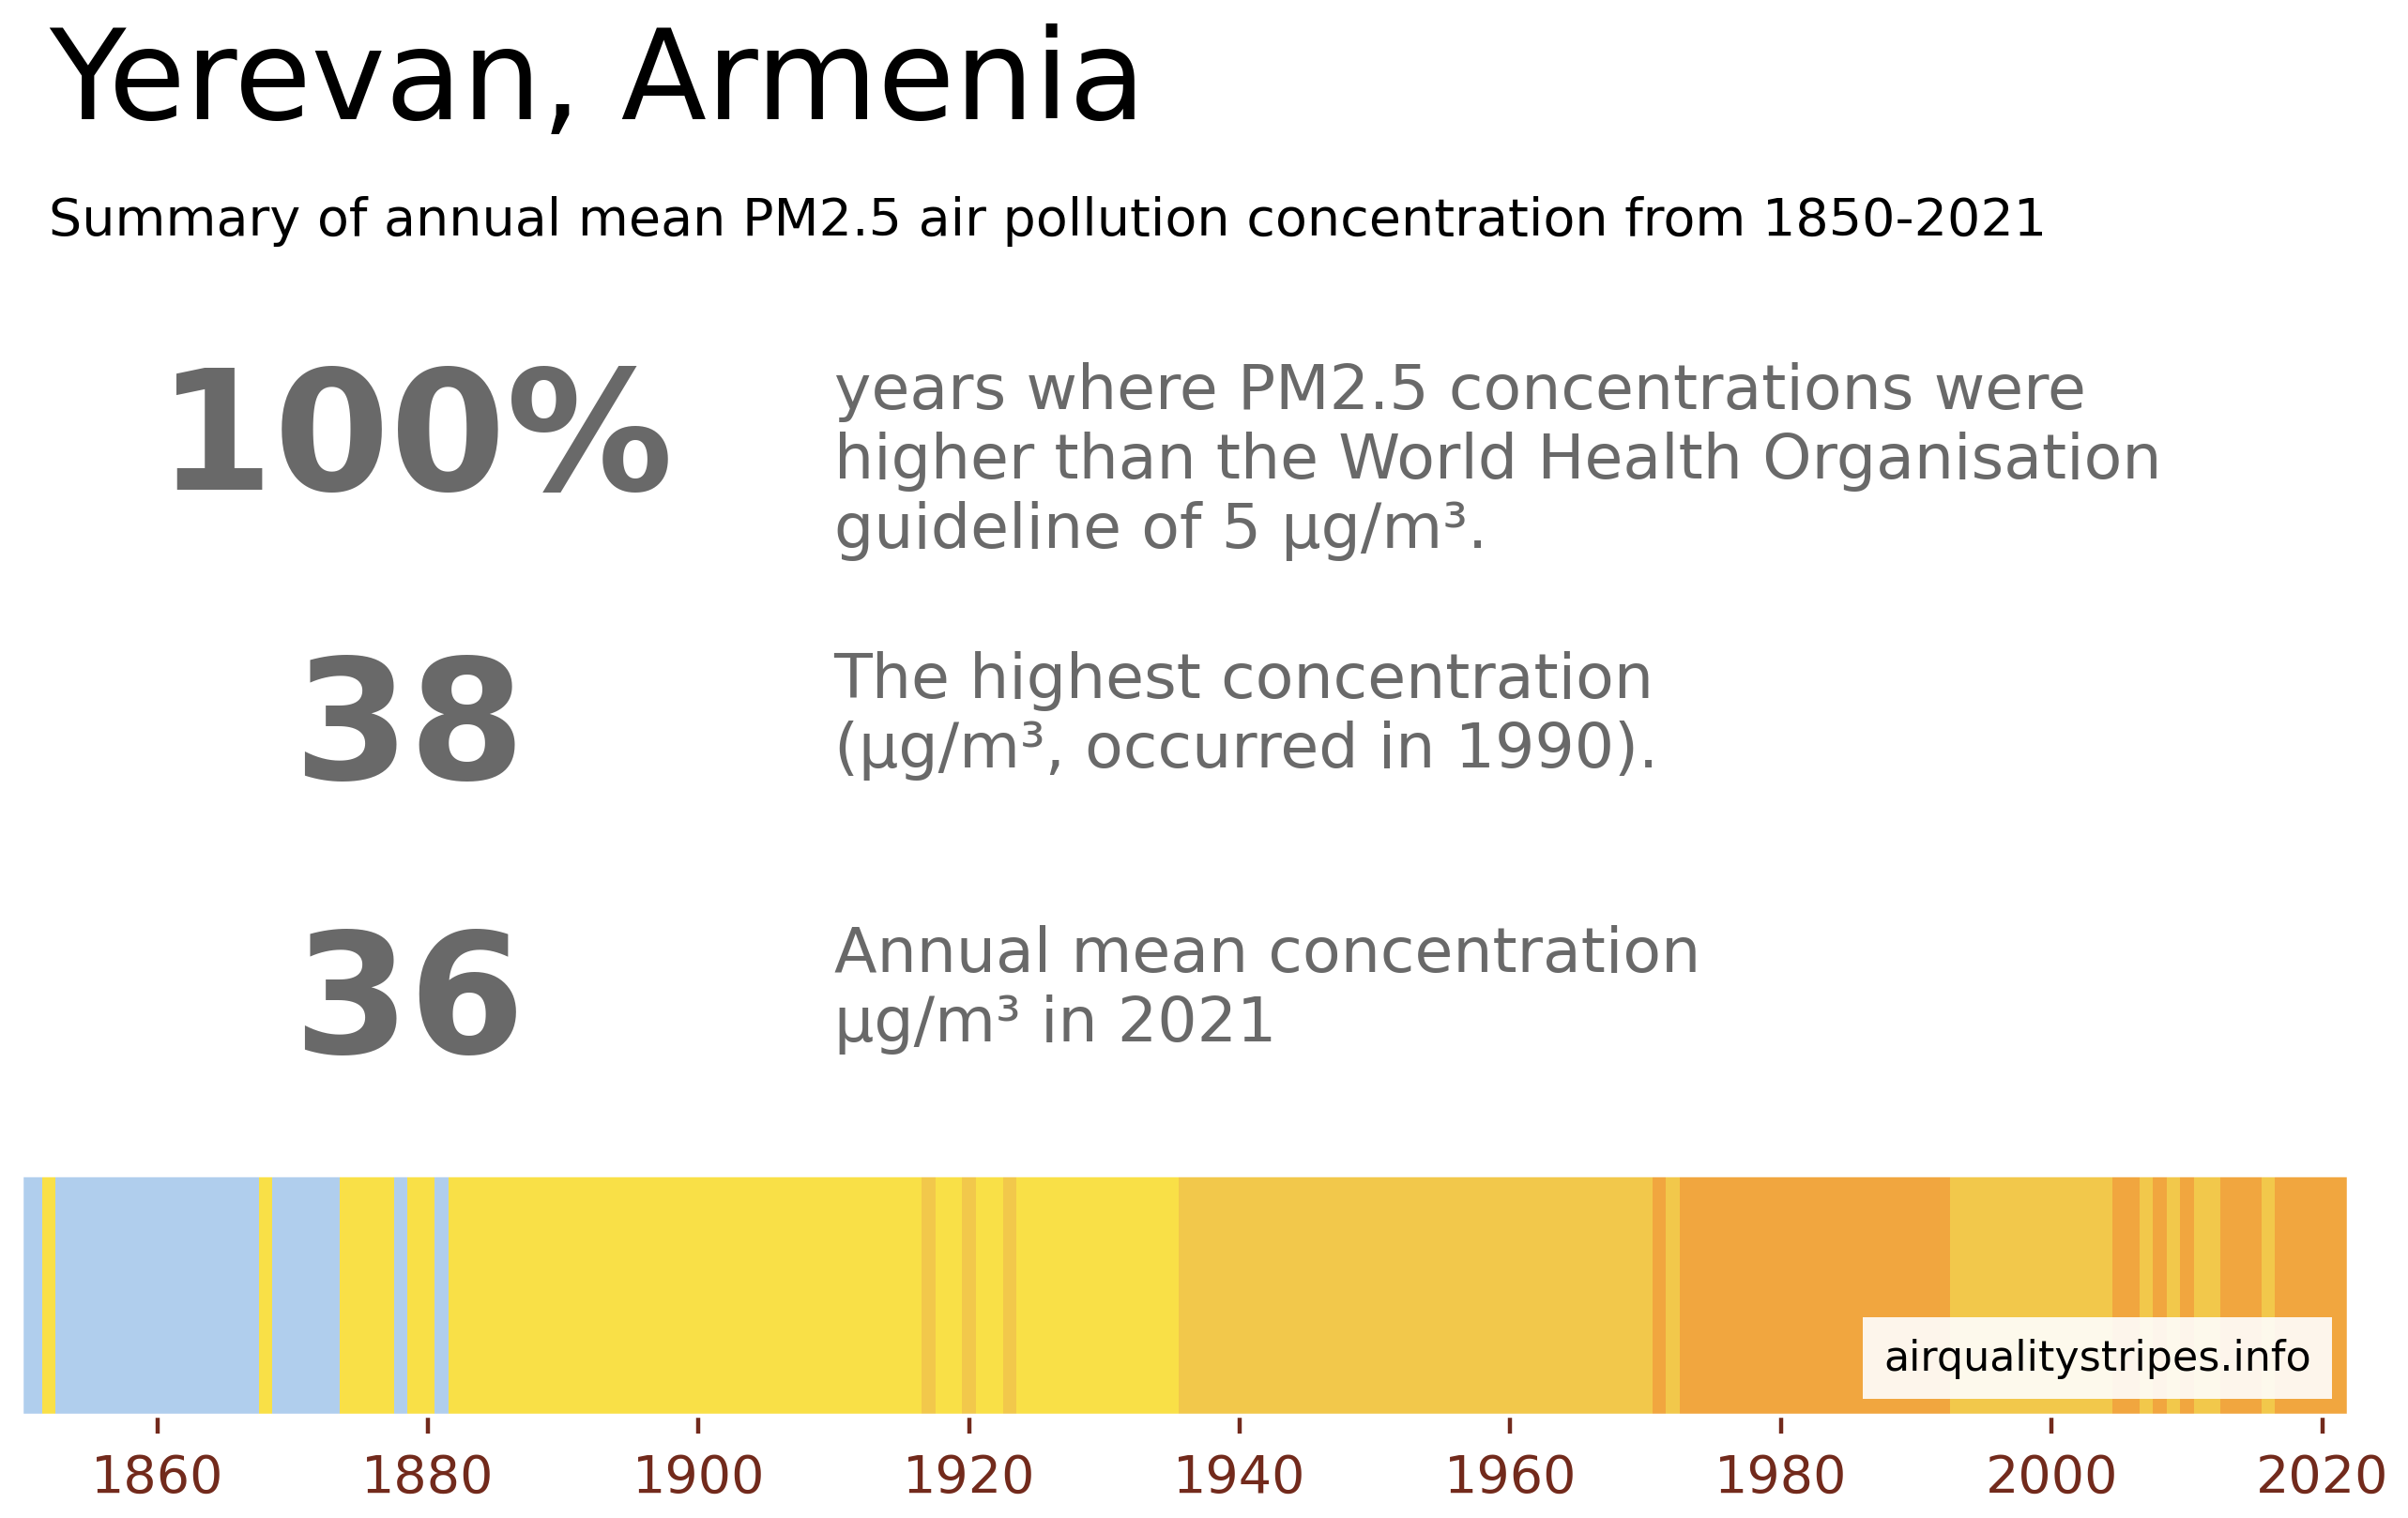 Yerevan, Armenia
Summary of annual mean PM2.5 air pollution concentration from 1850-2021
100%
years where PM2.5 concentrations were
higher than the World Health Organisation
guideline of 5 µg/m³.
38
The highest concentration
(µg/m³, occurred in 1990).
36
Annual mean concentration
µg/m³ in 2021
airqualitystripes.info
1860 1880 1900 1920 1940 1960 1980 2000 2020